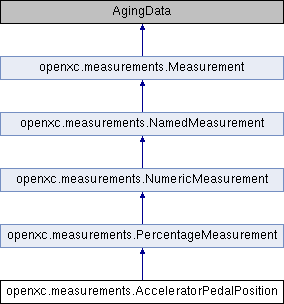 AgingData
openxc.measurements.Measurement
openxc.measurements.NamedMeasurement
openxc.measurements.NumericMeasurement
openxc.measurements.PercentageMeasurement
openxc.measurements.AcceleratorPedalPosition